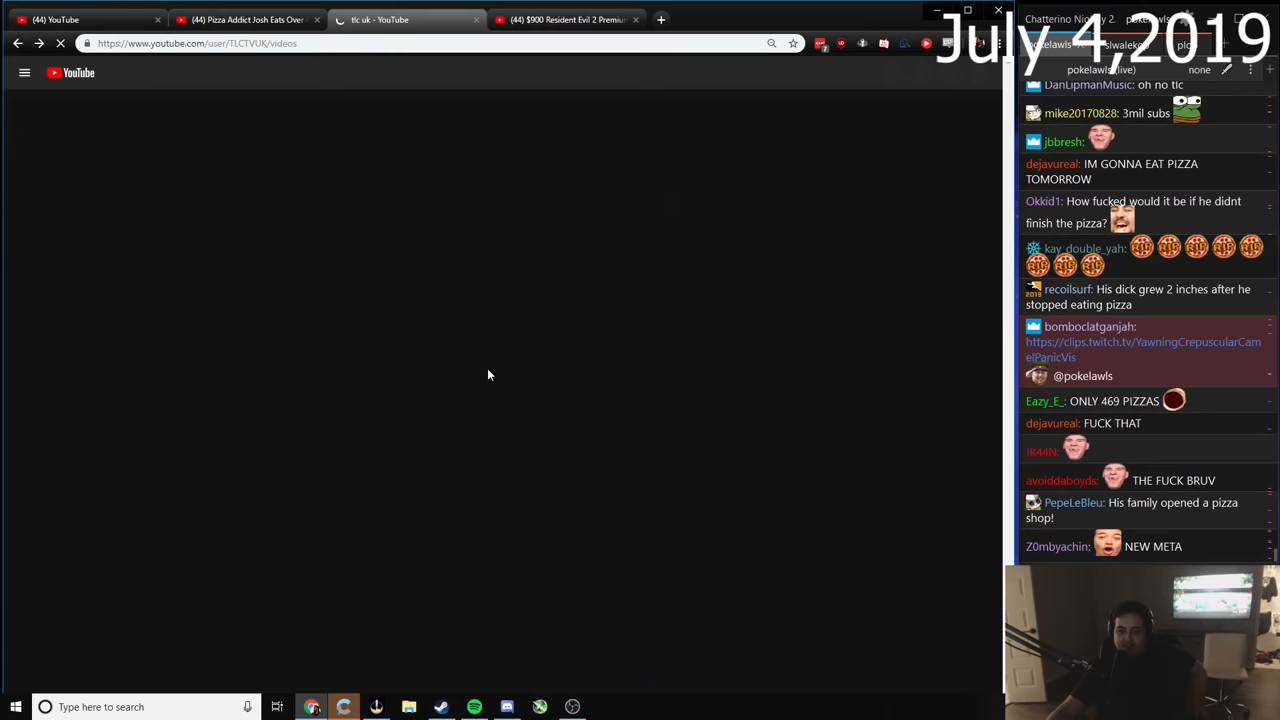 (44) YouTube
(44) Pizza Addict Josh Eats Over
tlc uk - YouTube
(44) $900 Resident Evil 2 Premium
Chatterino Nightly 2.
July 4,2019
https://www.youtube.com/user/TLCTVUK/videos
YouTube
pokelawls (live)
none
DanLipmanMusic: oh no tlc
mike20170828: 3mil subs
jbbresh:
dejavureal: IM GONNA EAT PIZZA
TOMORROW
Okkid1: How fucked would it be if he didnt
finish the pizza?
kay_double_yah:
recoilsurf: His dick grew 2 inches after he
stopped eating pizza
bomboclatganjah:
https://clips.twitch.tv/YawningCrepuscularCam
elPanicVis
@pokelawls
Eazy_E_: ONLY 469 PIZZAS
dejavureal: FUCK THAT
IK44N:
avoiddaboyds: THE FUCK BRUV
PepeLeBleu: His family opened a pizza
shop!
Z0mbyachin: NEW META
Type here to search